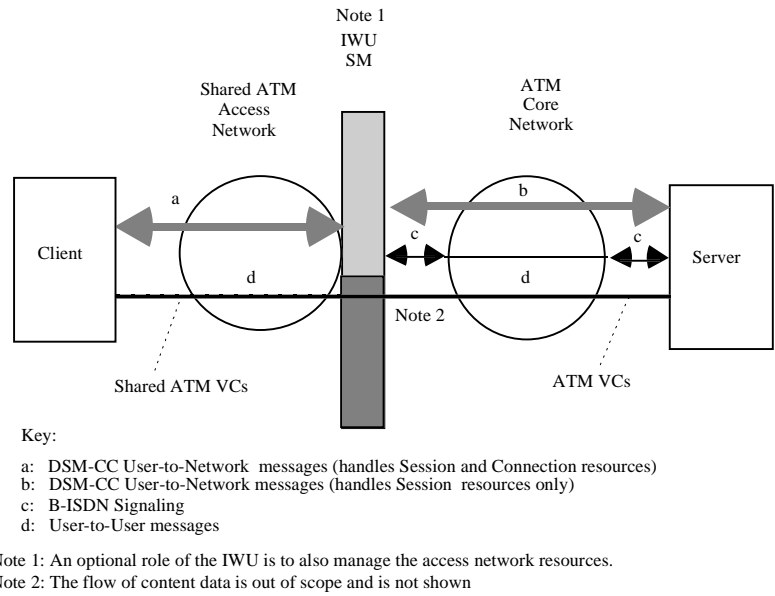 Note 1
IWU
SM
Shared ATM
Access
Network
ATM
Core
Network
a
b
c
c
Client
Server
d
d
Note 2
Shared ATM VCs
ATM VCs
Key:
a: DSM-CC User-to-Network messages (handles Session and Connection resources)
b: DSM-CC User-to-Network messages (handles Session resources only)
c: B-ISDN Signaling
d: User-to-User messages
ote 1: An optional role of the IWU is to also manage the access network resources.
ote 2: The flow of content data is out of scope and is not shown